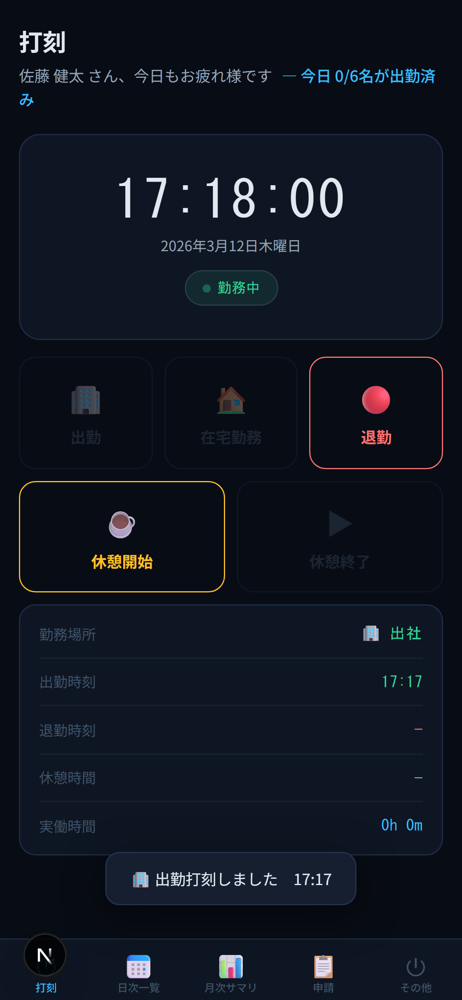 打刻
佐藤 健太 さん、今日もお疲れ様です — 今日 0/6名が出勤済
み
17:18:00
2026年3月12日木曜日
勤務中
出勤
在宅勤務
退勤
休憩開始
休憩終了
勤務場所 出社
出勤時刻 17:17
退勤時刻 —
休憩時間 —
実働時間 0h 0m
出勤打刻しました 17:17
N
打刻
日次一覧
月次サマリ
申請
その他